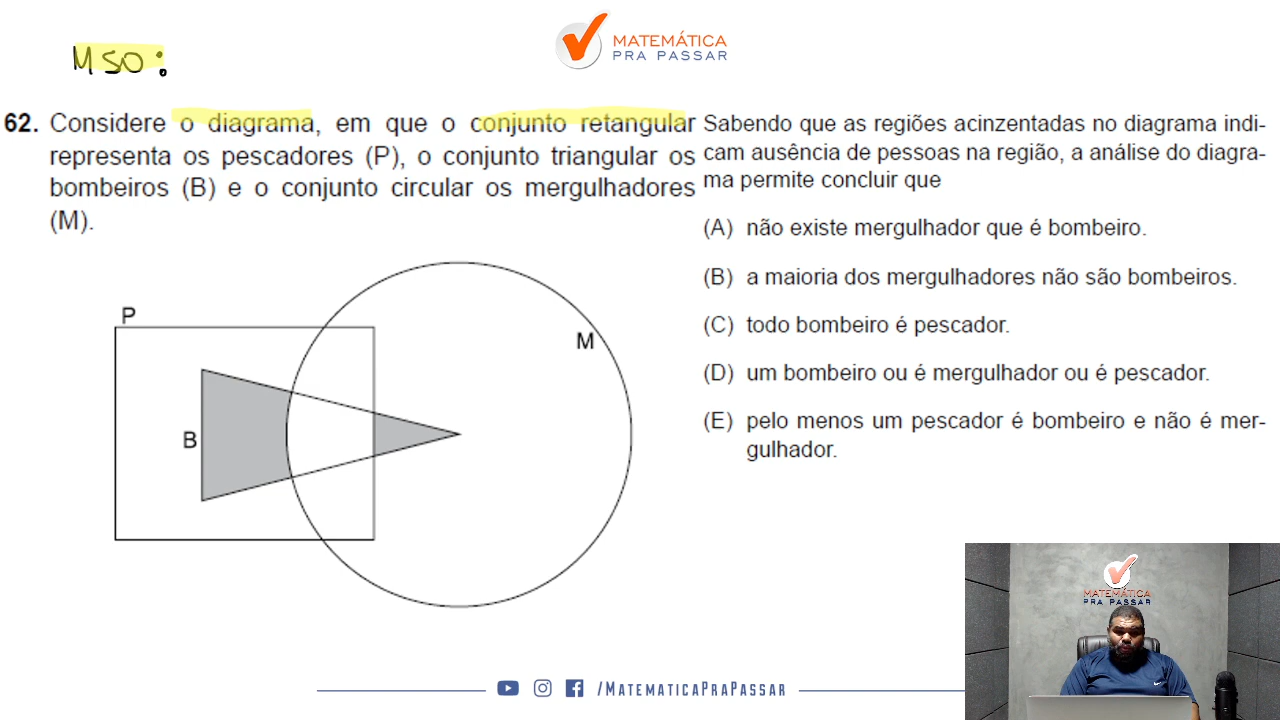 MATEMÁTICA
PRA PASSAR
MSO:
62. Considere o diagrama, em que o conjunto retangular
representa os pescadores (P), o conjunto triangular os
bombeiros (B) e o conjunto circular os mergulhadores
(M).
P
M
B
Sabendo que as regiões acinzentadas no diagrama indi-
cam ausência de pessoas na região, a análise do diagra-
ma permite concluir que
(A) não existe mergulhador que é bombeiro.
(B) a maioria dos mergulhadores não são bombeiros.
(C) todo bombeiro é pescador.
(D) um bombeiro ou é mergulhador ou é pescador.
(E) pelo menos um pescador é bombeiro e não é mer-
gulhador.
MATEMÁTICA
PRA PASSAR
/MATEMATICAPRAPASSAR